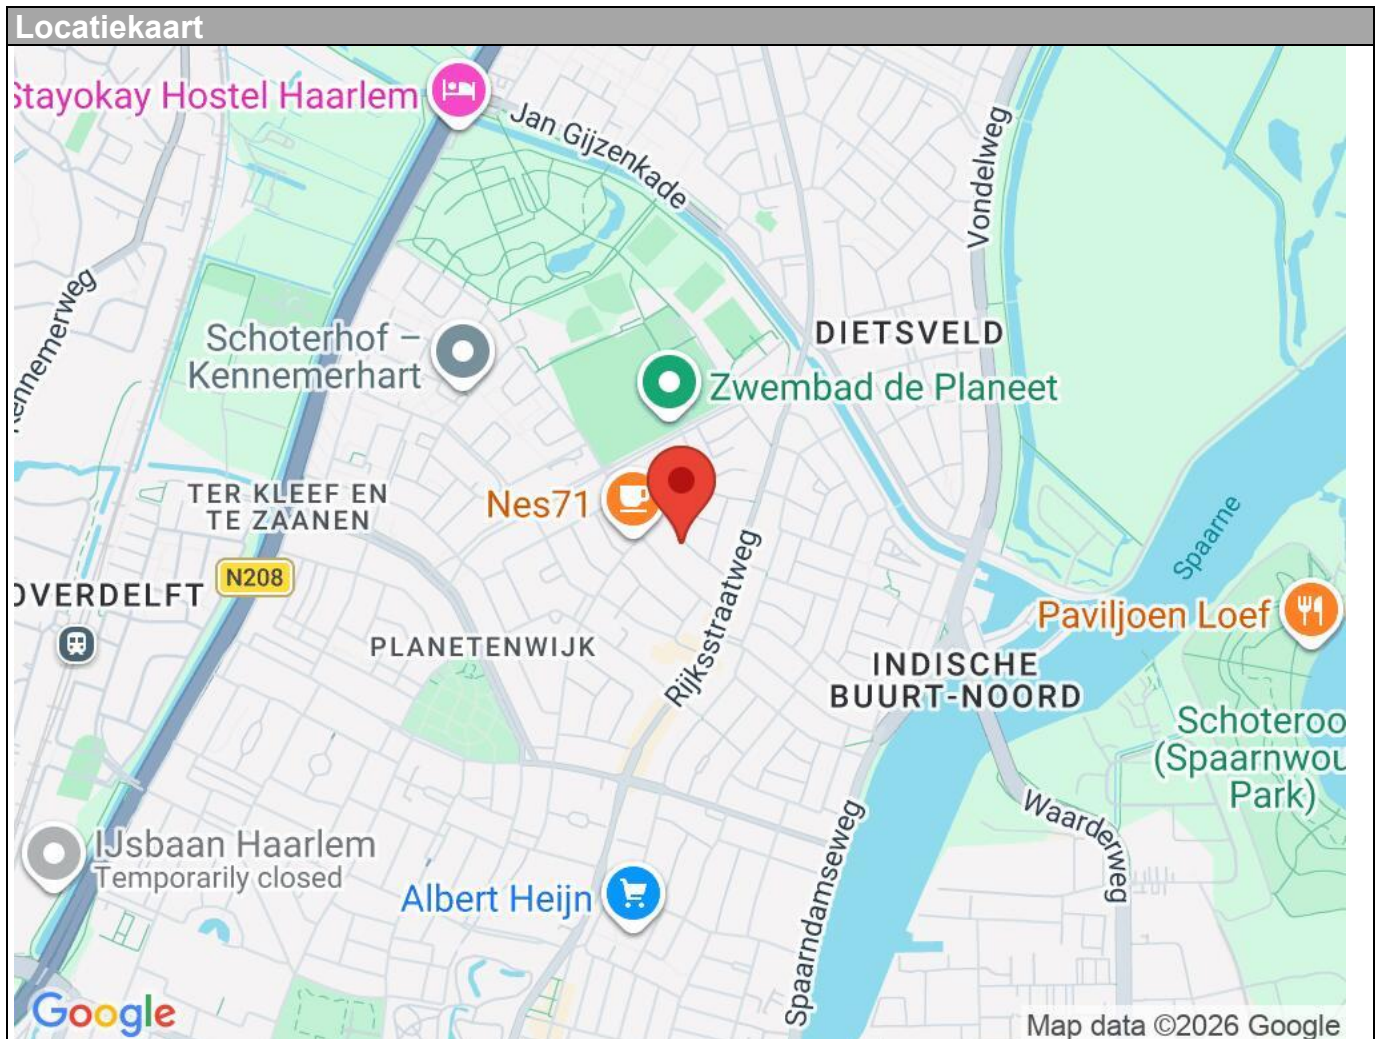 Locatiekaart
Stayokay Hostel Haarlem
Jan Gijzenkade
Vondelweg
Kennemerweg
DIETSVELD
Schoterhof –
Kennemerhart
Zwembad de Planeet
TER KLEEF EN
TE ZAANEN
Nes71
Spaarne
N208
OVERDELFT
Rijksstraatweg
Paviljoen Loef
PLANETENWIJK
INDISCHE
BUURT-NOORD
Schoteroo
(Spaarnwou
Park)
Waarderweg
IJsbaan Haarlem
Temporarily closed
Albert Heijn
Spaarndamseweg
Google
Map data ©2026 Google